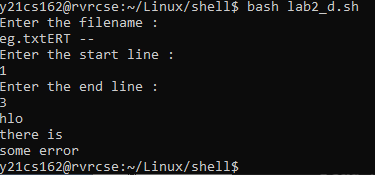 y21cs162@rvrcse:~/Linux/shell$ bash lab2_d.sh
Enter the filename :
eg.txtERT --
Enter the start line :
1
Enter the end line :
3
hlo
there is
some error
y21cs162@rvrcse:~/Linux/shell$